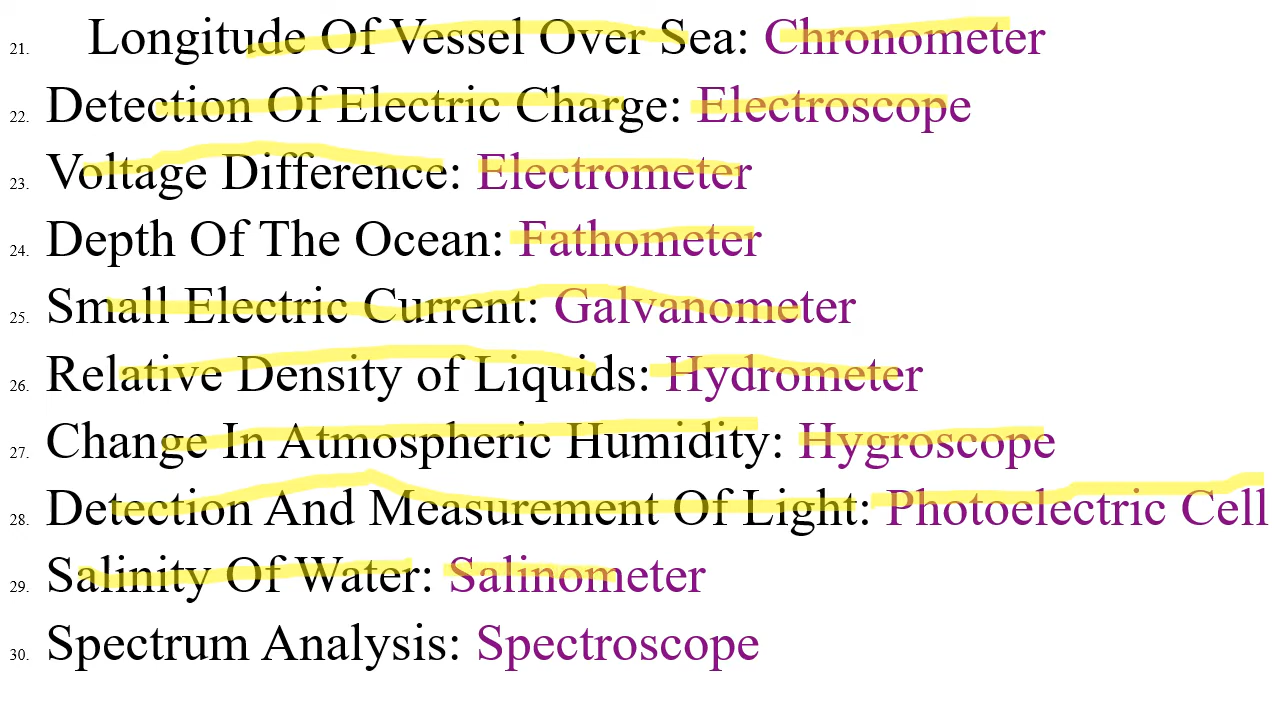 21. Longitude Of Vessel Over Sea: Chronometer
22. Detection Of Electric Charge: Electroscope
23. Voltage Difference: Electrometer
24. Depth Of The Ocean: Fathometer
25. Small Electric Current: Galvanometer
26. Relative Density of Liquids: Hydrometer
27. Change In Atmospheric Humidity: Hygroscope
28. Detection And Measurement Of Light: Photoelectric Cell
29. Salinity Of Water: Salinometer
30. Spectrum Analysis: Spectroscope